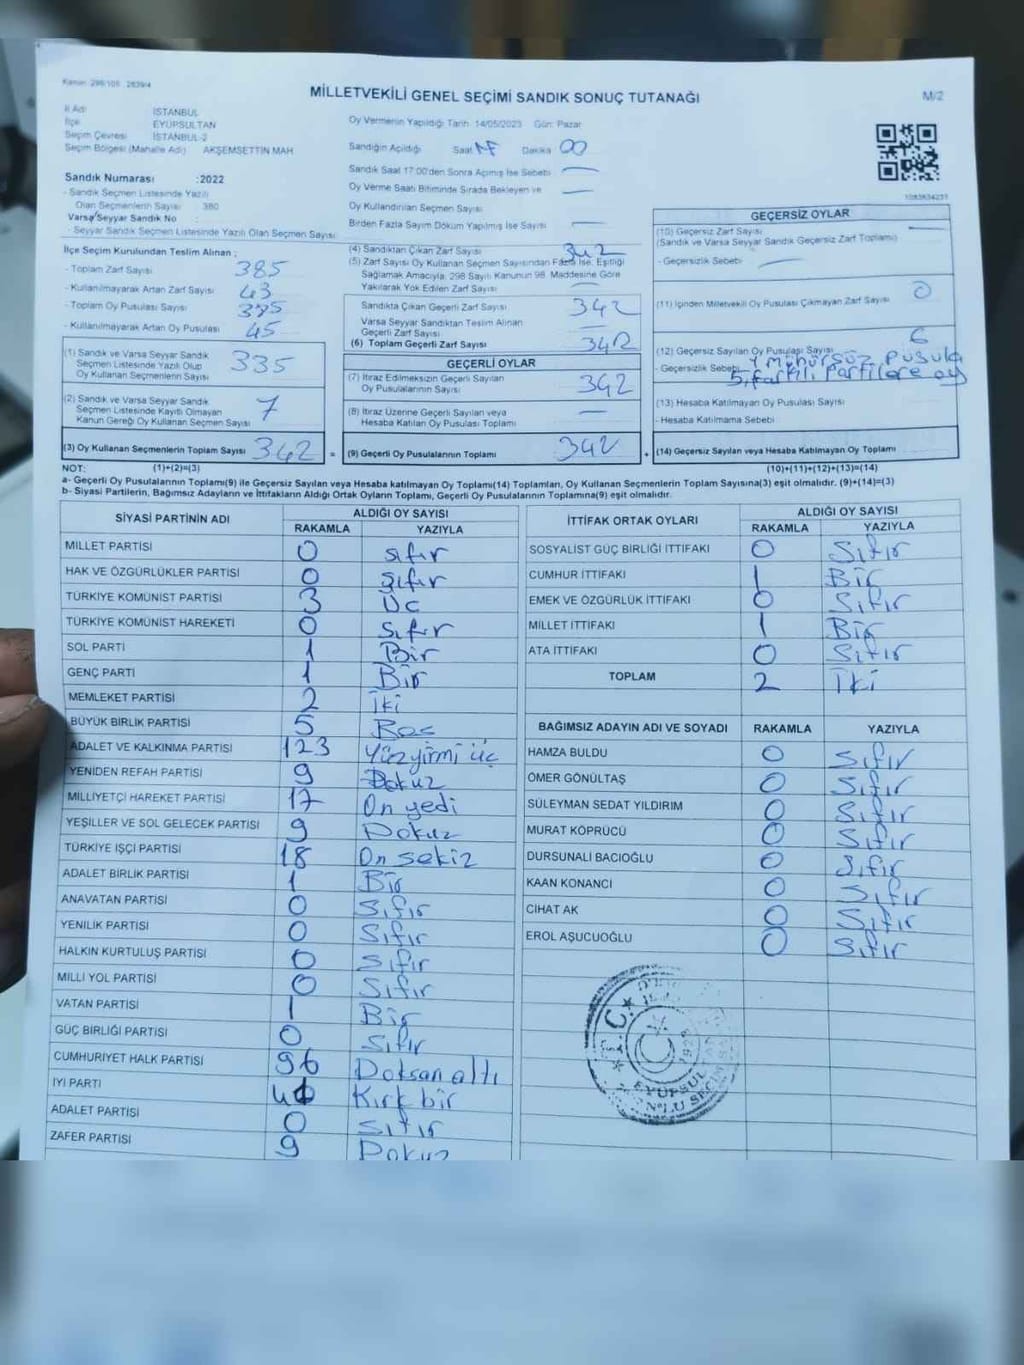 Kanun: 298/105 2839/4
MİLLETVEKİLİ GENEL SEÇİMİ SANDIK SONUÇ TUTANAĞI
M/2
İl Adı : İSTANBUL
İlçe : EYÜPSULTAN
Seçim Çevresi : İSTANBUL-2
Seçim Bölgesi (Mahalle Adı) : AKŞEMSETTİN MAH
Sandık Numarası :2022
- Sandık Seçmen Listesinde Yazılı
Olan Seçmenlerin Sayısı : 380
Varsa Seyyar Sandık No :
- Seyyar Sandık Seçmen Listesinde Yazılı Olan Seçmen Sayısı
Oy Vermenin Yapıldığı Tarih: 14/05/2023 Gün: Pazar
Sandığın Açıldığı Saat 17 Dakika 00
Sandık Saat 17:00'den Sonra Açılmış İse Sebebi —
Oy Verme Saati Bitiminde Sırada Bekleyen ve —
Oy Kullandırılan Seçmen Sayısı
Birden Fazla Sayım Döküm Yapılmış İse Sayısı —
İlçe Seçim Kurulundan Teslim Alınan ;
- Toplam Zarf Sayısı 385
- Kullanılmayarak Artan Zarf Sayısı 43
- Toplam Oy Pusulası Sayısı 385
- Kullanılmayarak Artan Oy Pusulası 45
(1) Sandık ve Varsa Seyyar Sandık
Seçmen Listesinde Yazılı Olup
Oy Kullanan Seçmenlerin Sayısı 335
(2) Sandık ve Varsa Seyyar Sandık
Seçmen Listesinde Kayıtlı Olmayan
Kanun Gereği Oy Kullanan Seçmen Sayısı 7
(3) Oy Kullanan Seçmenlerin Toplam Sayısı 342 =
(4) Sandıktan Çıkan Zarf Sayısı 342
(5) Zarf Sayısı Oy Kullanan Seçmen Sayısından Fazla İse, Eşitliği
Sağlamak Amacıyla, 298 Sayılı Kanunun 98. Maddesine Göre
Yakılarak Yok Edilen Zarf Sayısı —
Sandıkta Çıkan Geçerli Zarf Sayısı 342
Varsa Seyyar Sandıktan Teslim Alınan
Geçerli Zarf Sayısı —
(6) Toplam Geçerli Zarf Sayısı 342
GEÇERLİ OYLAR
(7) İtiraz Edilmeksizin Geçerli Sayılan
Oy Pusulalarının Sayısı 342
(8) İtiraz Üzerine Geçerli Sayılan veya
Hesaba Katılan Oy Pusulası Toplamı —
(9) Geçerli Oy Pusulalarının Toplamı 342 +
1083634231
GEÇERSİZ OYLAR
(10) Geçersiz Zarf Sayısı —
(Sandık ve Varsa Seyyar Sandık Geçersiz Zarf Toplamı)
- Geçersizlik Sebebi —
(11) İçinden Milletvekili Oy Pusulası Çıkmayan Zarf Sayısı 0
(12) Geçersiz Sayılan Oy Pusulası Sayısı 6
- Geçersizlik Sebebi 1 Mühürsüz pusula
5, farklı partilere oy
(13) Hesaba Katılmayan Oy Pusulası Sayısı
- Hesaba Katılmama Sebebi
(14) Geçersiz Sayılan veya Hesaba Katılmayan Oy Toplamı
NOT: (1)+(2)=(3)
(10)+(11)+(12)+(13)=(14)
a- Geçerli Oy Pusulalarının Toplamı(9) ile Geçersiz Sayılan veya Hesaba katılmayan Oy Toplamı(14) Toplamları, Oy Kullanan Seçmenlerin Toplam Sayısına(3) eşit olmalıdır. (9)+(14)=(3)
b- Siyasi Partilerin, Bağımsız Adayların ve İttifakların Aldığı Ortak Oyların Toplamı, Geçerli Oy Pusulalarının Toplamına(9) eşit olmalıdır.
SİYASİ PARTİNİN ADI
ALDIĞI OY SAYISI
RAKAMLA YAZIYLA
MİLLET PARTİSİ 0 sıfır
HAK VE ÖZGÜRLÜKLER PARTİSİ 0 sıfır
TÜRKİYE KOMÜNİST PARTİSİ 3 Üç
TÜRKİYE KOMÜNİST HAREKETİ 0 sıfır
SOL PARTİ 1 Bir
GENÇ PARTİ 1 Bir
MEMLEKET PARTİSİ 2 İki
BÜYÜK BİRLİK PARTİSİ 5 Beş
ADALET VE KALKINMA PARTİSİ 123 Yüzyirmi üç
YENİDEN REFAH PARTİSİ 9 Dokuz
MİLLİYETÇİ HAREKET PARTİSİ 17 On yedi
YEŞİLLER VE SOL GELECEK PARTİSİ 9 Dokuz
TÜRKİYE İŞÇİ PARTİSİ 18 On sekiz
ADALET BİRLİK PARTİSİ 1 Bir
ANAVATAN PARTİSİ 0 Sıfır
YENİLİK PARTİSİ 0 Sıfır
HALKIN KURTULUŞ PARTİSİ 0 Sıfır
MİLLİ YOL PARTİSİ 0 Sıfır
VATAN PARTİSİ 1 Bir
GÜÇ BİRLİĞİ PARTİSİ 0 Sıfır
CUMHURİYET HALK PARTİSİ 96 Doksan altı
İYİ PARTİ 41 Kırk bir
ADALET PARTİSİ 0 Sıfır
ZAFER PARTİSİ 9 Dokuz
İTTİFAK ORTAK OYLARI
ALDIĞI OY SAYISI
RAKAMLA YAZIYLA
SOSYALİST GÜÇ BİRLİĞİ İTTİFAKI 0 Sıfır
CUMHUR İTTİFAKI 1 Bir
EMEK VE ÖZGÜRLÜK İTTİFAKI 0 Sıfır
MİLLET İTTİFAKI 1 Bir
ATA İTTİFAKI 0 Sıfır
TOPLAM 2 İki
BAĞIMSIZ ADAYIN ADI VE SOYADI RAKAMLA YAZIYLA
HAMZA BULDU 0 Sıfır
ÖMER GÖNÜLTAŞ 0 Sıfır
SÜLEYMAN SEDAT YILDIRIM 0 Sıfır
MURAT KÖPRÜCÜ 0 Sıfır
DURSUNALİ BACIOĞLU 0 Sıfır
KAAN KONANCİ 0 Sıfır
CİHAT AK 0 Sıfır
EROL AŞUCUOĞLU 0 Sıfır
T.C.
EYÜPSULTAN